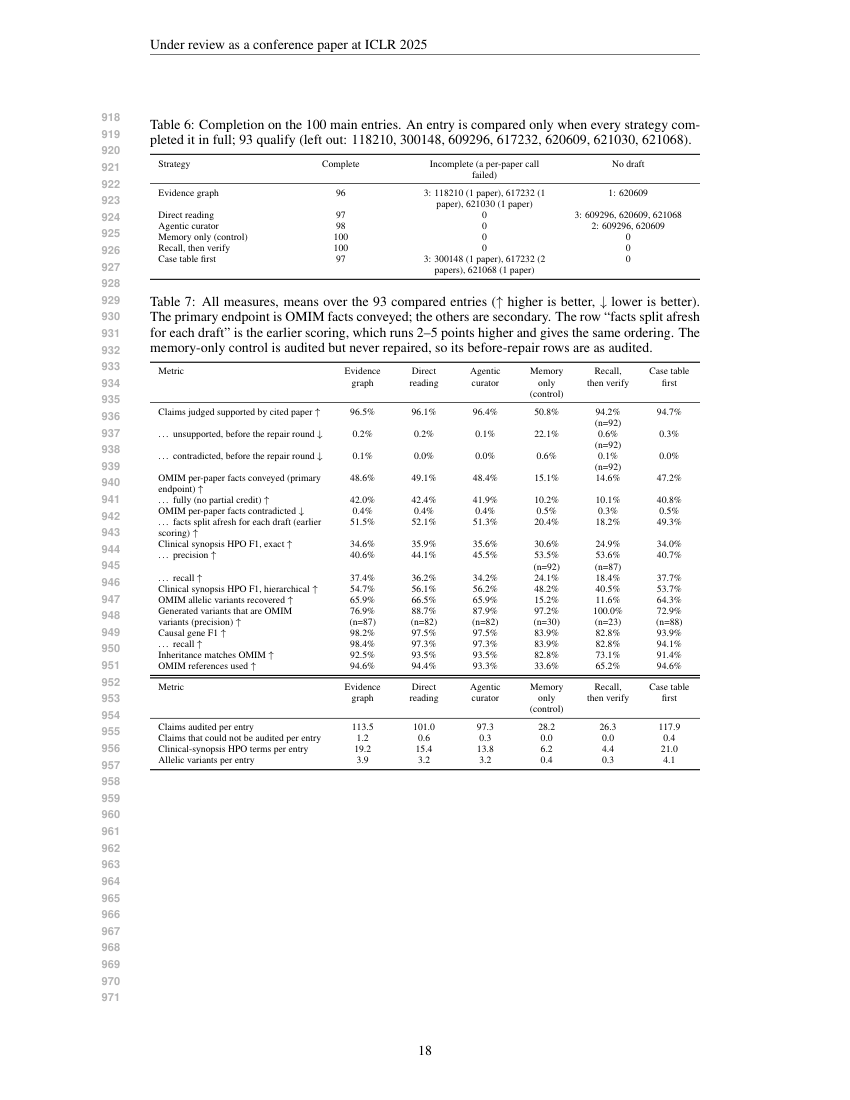 Under review as a conference paper at ICLR 2025
918
919
920
921
922
923
924
925
926
927
928
929
930
931
932
933
934
935
936
937
938
939
940
941
942
943
944
945
946
947
948
949
950
951
952
953
954
955
956
957
958
959
960
961
962
963
964
965
966
967
968
969
970
971
Table 6: Completion on the 100 main entries. An entry is compared only when every strategy com-
pleted it in full; 93 qualify (left out: 118210, 300148, 609296, 617232, 620609, 621030, 621068).
Strategy Complete Incomplete (a per-paper call No draft
failed)
Evidence graph 96 3: 118210 (1 paper), 617232 (1 1: 620609
paper), 621030 (1 paper)
Direct reading 97 0 3: 609296, 620609, 621068
Agentic curator 98 0 2: 609296, 620609
Memory only (control) 100 0 0
Recall, then verify 100 0 0
Case table first 97 3: 300148 (1 paper), 617232 (2 0
papers), 621068 (1 paper)
Table 7: All measures, means over the 93 compared entries (↑ higher is better, ↓ lower is better).
The primary endpoint is OMIM facts conveyed; the others are secondary. The row “facts split afresh
for each draft” is the earlier scoring, which runs 2–5 points higher and gives the same ordering. The
memory-only control is audited but never repaired, so its before-repair rows are as audited.
Metric Evidence Direct Agentic Memory Recall, Case table
graph reading curator only then verify first
(control)
Claims judged supported by cited paper ↑ 96.5% 96.1% 96.4% 50.8% 94.2% 94.7%
(n=92)
. . . unsupported, before the repair round ↓ 0.2% 0.2% 0.1% 22.1% 0.6% 0.3%
(n=92)
. . . contradicted, before the repair round ↓ 0.1% 0.0% 0.0% 0.6% 0.1% 0.0%
(n=92)
OMIM per-paper facts conveyed (primary 48.6% 49.1% 48.4% 15.1% 14.6% 47.2%
endpoint) ↑
. . . fully (no partial credit) ↑ 42.0% 42.4% 41.9% 10.2% 10.1% 40.8%
OMIM per-paper facts contradicted ↓ 0.4% 0.4% 0.4% 0.5% 0.3% 0.5%
. . . facts split afresh for each draft (earlier 51.5% 52.1% 51.3% 20.4% 18.2% 49.3%
scoring) ↑
Clinical synopsis HPO F1, exact ↑ 34.6% 35.9% 35.6% 30.6% 24.9% 34.0%
. . . precision ↑ 40.6% 44.1% 45.5% 53.5% 53.6% 40.7%
(n=92) (n=87)
. . . recall ↑ 37.4% 36.2% 34.2% 24.1% 18.4% 37.7%
Clinical synopsis HPO F1, hierarchical ↑ 54.7% 56.1% 56.2% 48.2% 40.5% 53.7%
OMIM allelic variants recovered ↑ 65.9% 66.5% 65.9% 15.2% 11.6% 64.3%
Generated variants that are OMIM 76.9% 88.7% 87.9% 97.2% 100.0% 72.9%
variants (precision) ↑ (n=87) (n=82) (n=82) (n=30) (n=23) (n=88)
Causal gene F1 ↑ 98.2% 97.5% 97.5% 83.9% 82.8% 93.9%
. . . recall ↑ 98.4% 97.3% 97.3% 83.9% 82.8% 94.1%
Inheritance matches OMIM ↑ 92.5% 93.5% 93.5% 82.8% 73.1% 91.4%
OMIM references used ↑ 94.6% 94.4% 93.3% 33.6% 65.2% 94.6%
Metric Evidence Direct Agentic Memory Recall, Case table
graph reading curator only then verify first
(control)
Claims audited per entry 113.5 101.0 97.3 28.2 26.3 117.9
Claims that could not be audited per entry 1.2 0.6 0.3 0.0 0.0 0.4
Clinical-synopsis HPO terms per entry 19.2 15.4 13.8 6.2 4.4 21.0
Allelic variants per entry 3.9 3.2 3.2 0.4 0.3 4.1
18